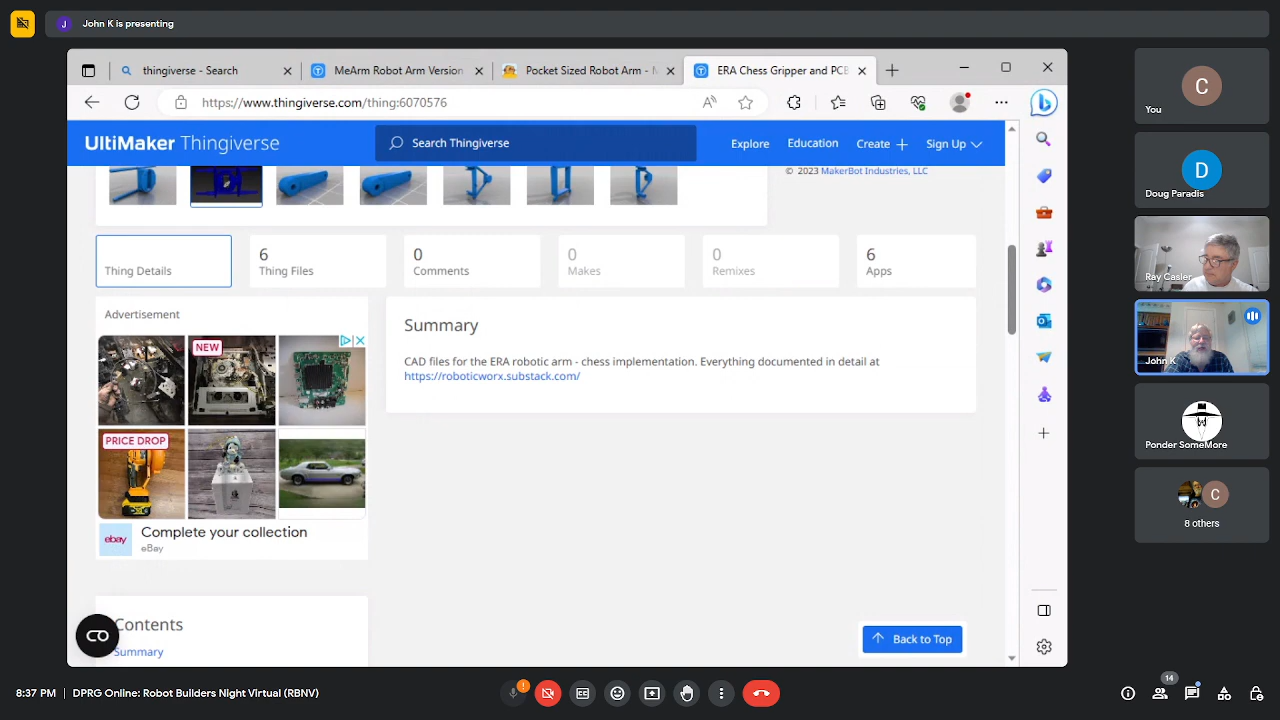 J
John K is presenting
thingiverse - Search
MeArm Robot Arm Version
Pocket Sized Robot Arm -
ERA Chess Gripper and PCB
https://www.thingiverse.com/thing:6070576
UltiMaker Thingiverse
Search Thingiverse
Explore
Education
Create
Sign Up
© 2023 MakerBot Industries, LLC
Thing Details
6
Thing Files
0
Comments
0
Makes
0
Remixes
6
Apps
Advertisement
NEW
PRICE DROP
ebay
Complete your collection
eBay
Summary
CAD files for the ERA robotic arm - chess implementation. Everything documented in detail at
https://roboticworx.substack.com/
Contents
Summary
Back to Top
C
You
D
Doug Paradis
Ray Casler
John K
Ponder SomeMore
C
8 others
8:37 PM | DPRG Online: Robot Builders Night Virtual (RBNV)
14